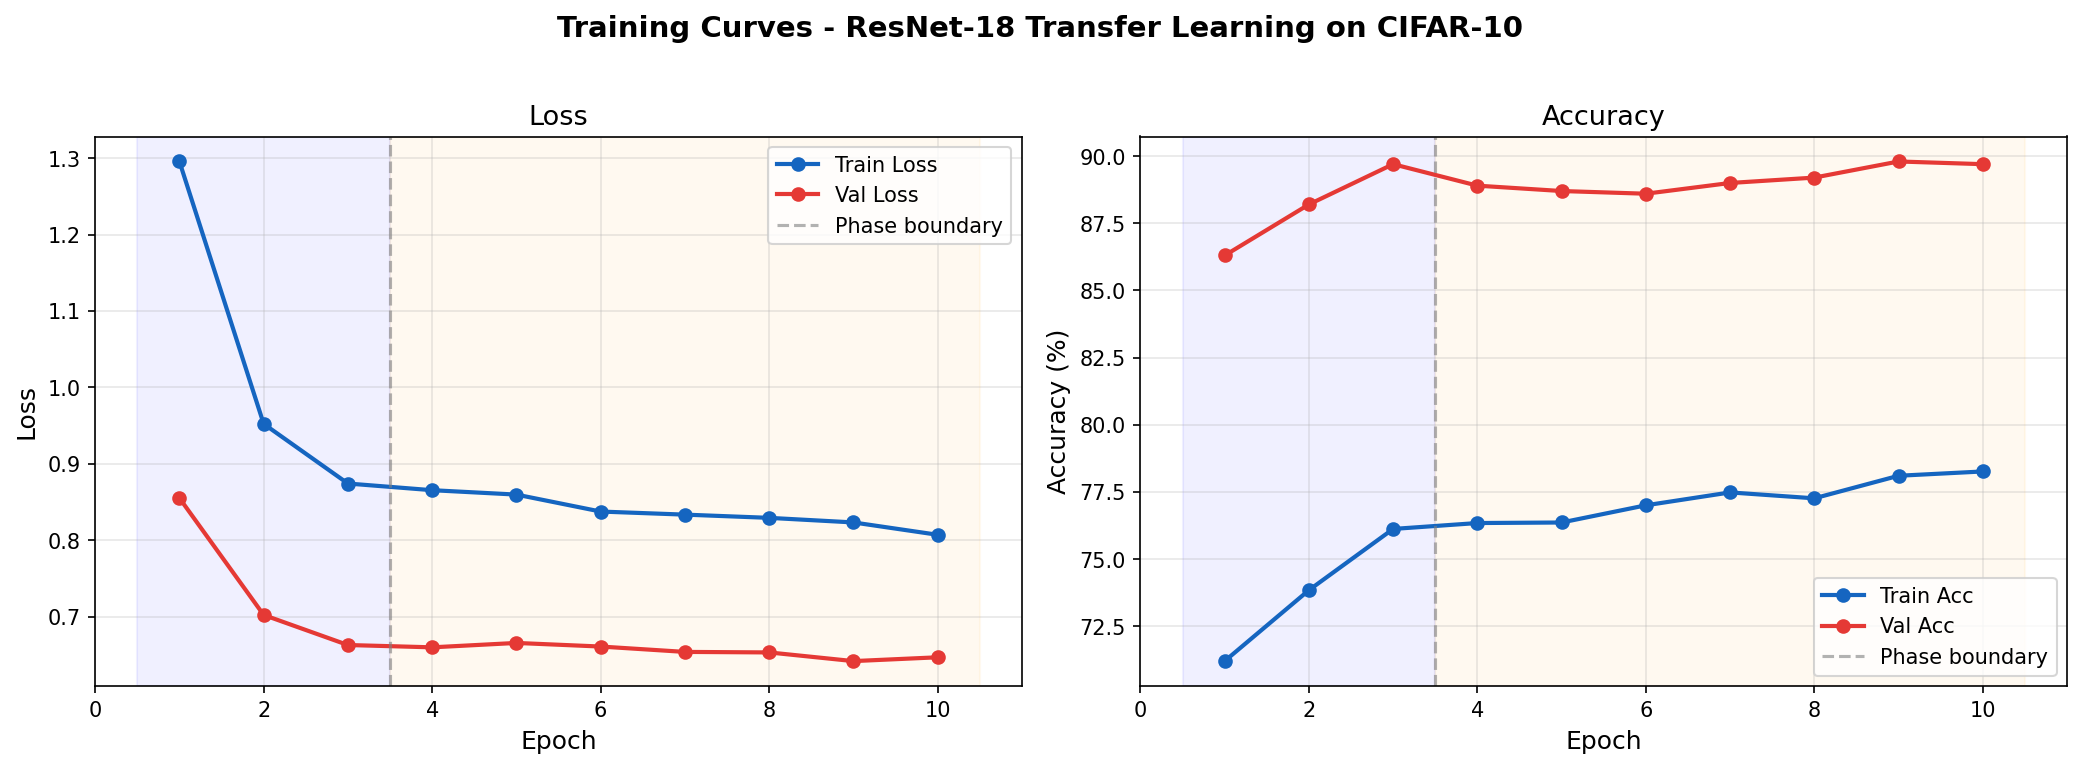 Training Curves - ResNet-18 Transfer Learning on CIFAR-10
Loss
1.3
1.2
1.1
1.0
0.9
0.8
0.7
Loss
0
2
4
6
8
10
Epoch
Train Loss
Val Loss
Phase boundary
Accuracy
90.0
87.5
85.0
82.5
80.0
77.5
75.0
72.5
Accuracy (%)
0
2
4
6
8
10
Epoch
Train Acc
Val Acc
Phase boundary